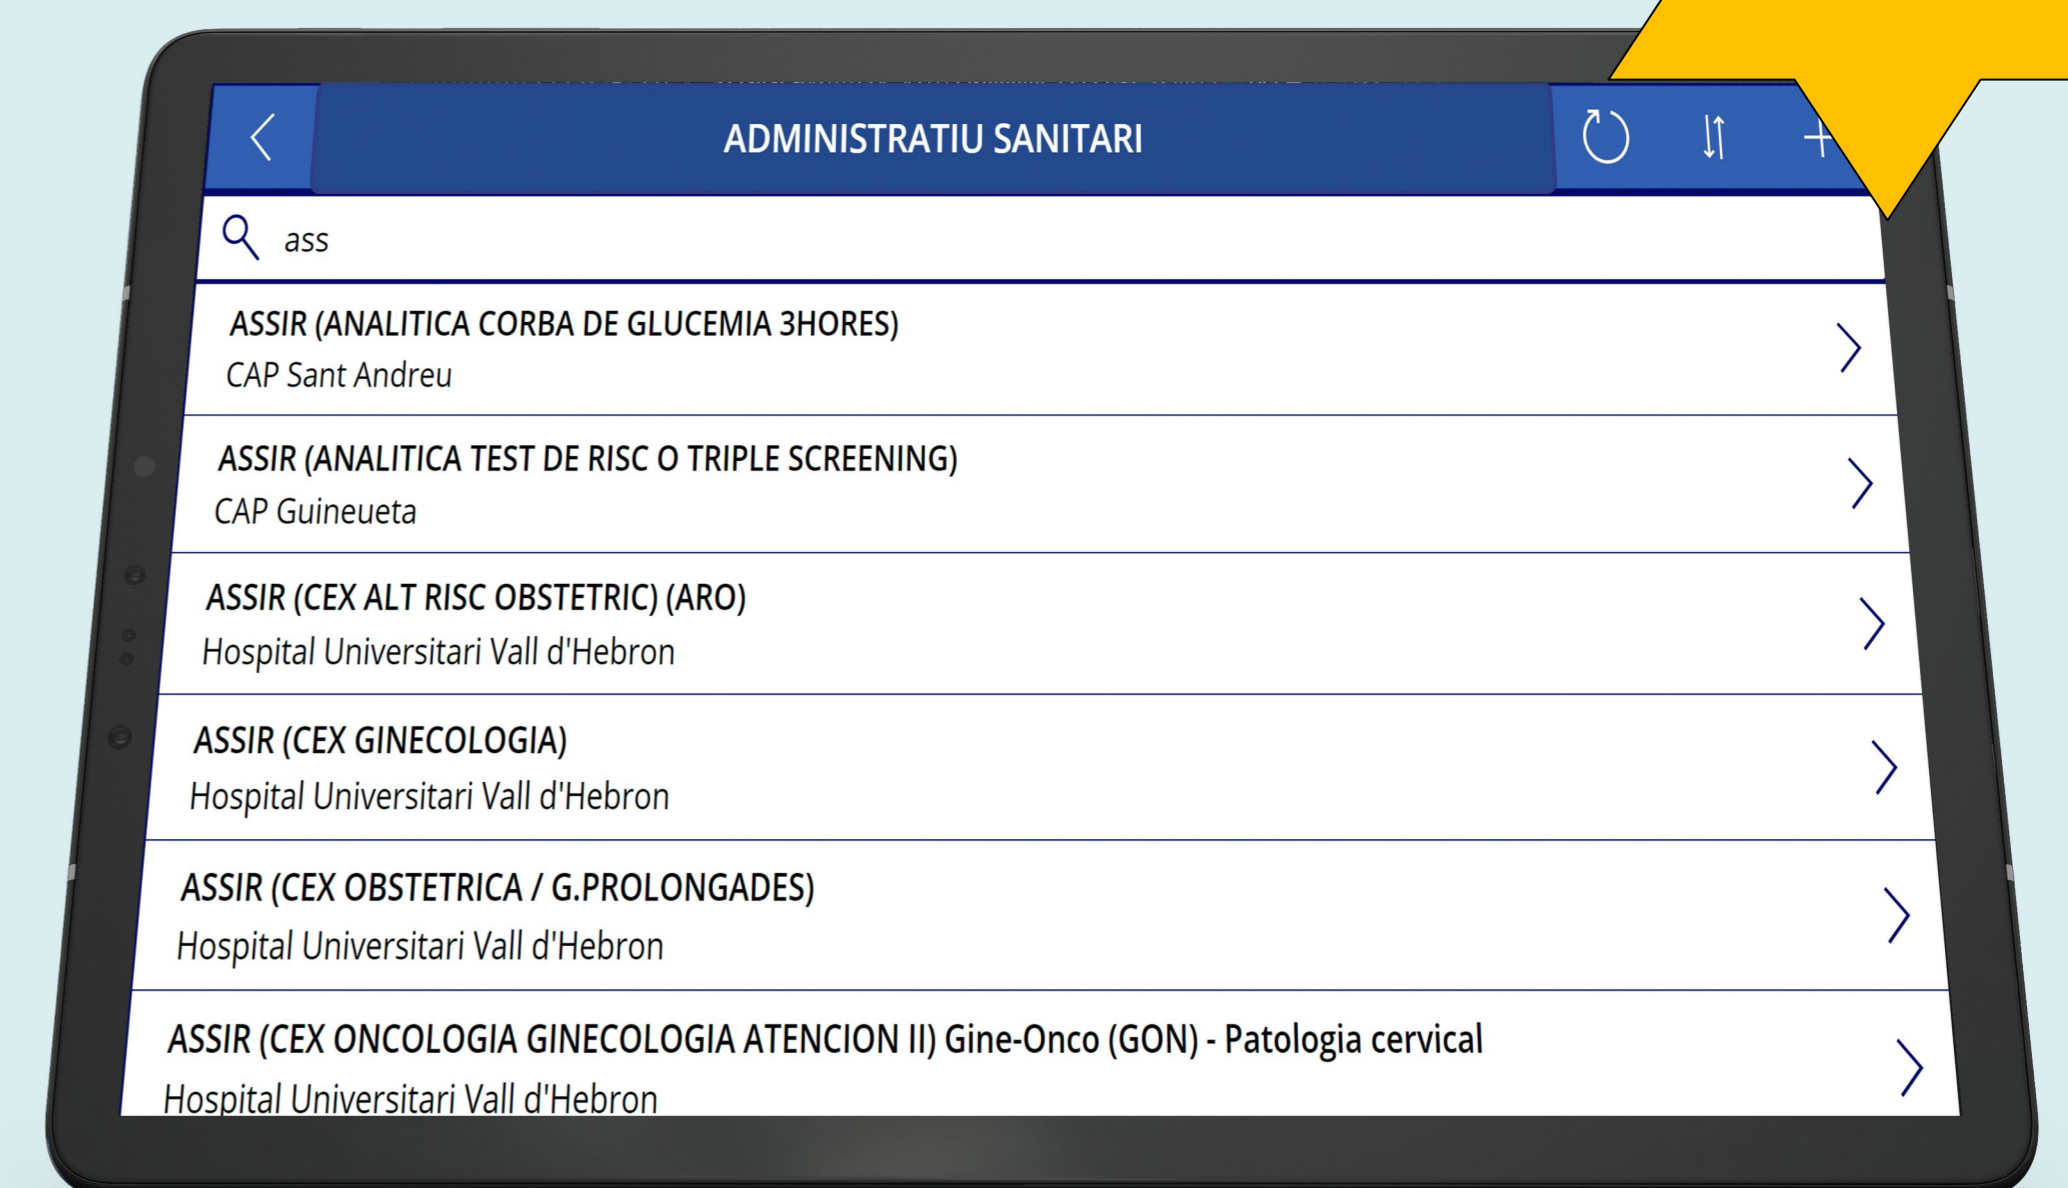 ADMINISTRATIU SANITARI
ass
ASSIR (ANALITICA CORBA DE GLUCEMIA 3HORES)
CAP Sant Andreu
ASSIR (ANALITICA TEST DE RISC O TRIPLE SCREENING)
CAP Guineueta
ASSIR (CEX ALT RISC OBSTETRIC) (ARO)
Hospital Universitari Vall d'Hebron
ASSIR (CEX GINECOLOGIA)
Hospital Universitari Vall d'Hebron
ASSIR (CEX OBSTETRICA / G.PROLONGADES)
Hospital Universitari Vall d'Hebron
ASSIR (CEX ONCOLOGIA GINECOLOGIA ATENCION II) Gine-Onco (GON) - Patologia cervical
Hospital Universitari Vall d'Hebron